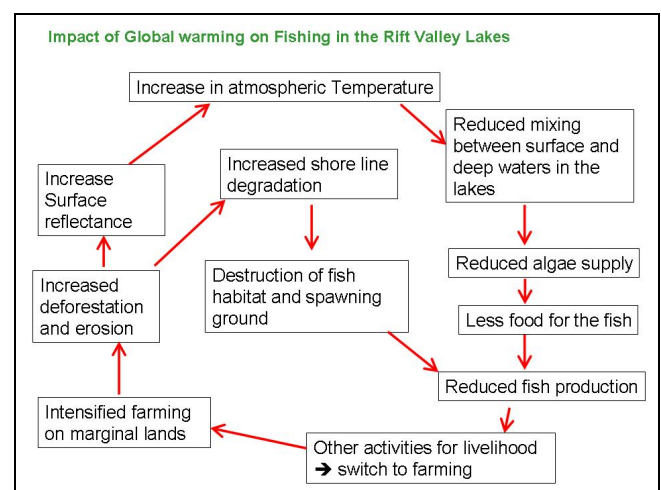 Impact of Global warming on Fishing in the Rift Valley Lakes
Increase in atmospheric Temperature
Reduced mixing
between surface and
deep waters in the
lakes
Increased shore line
degradation
Increase
Surface
reflectance
Reduced algae supply
Destruction of fish
habitat and spawning
ground
Increased
deforestation
and erosion
Less food for the fish
Reduced fish production
Intensified farming
on marginal lands
Other activities for livelihood
➔ switch to farming